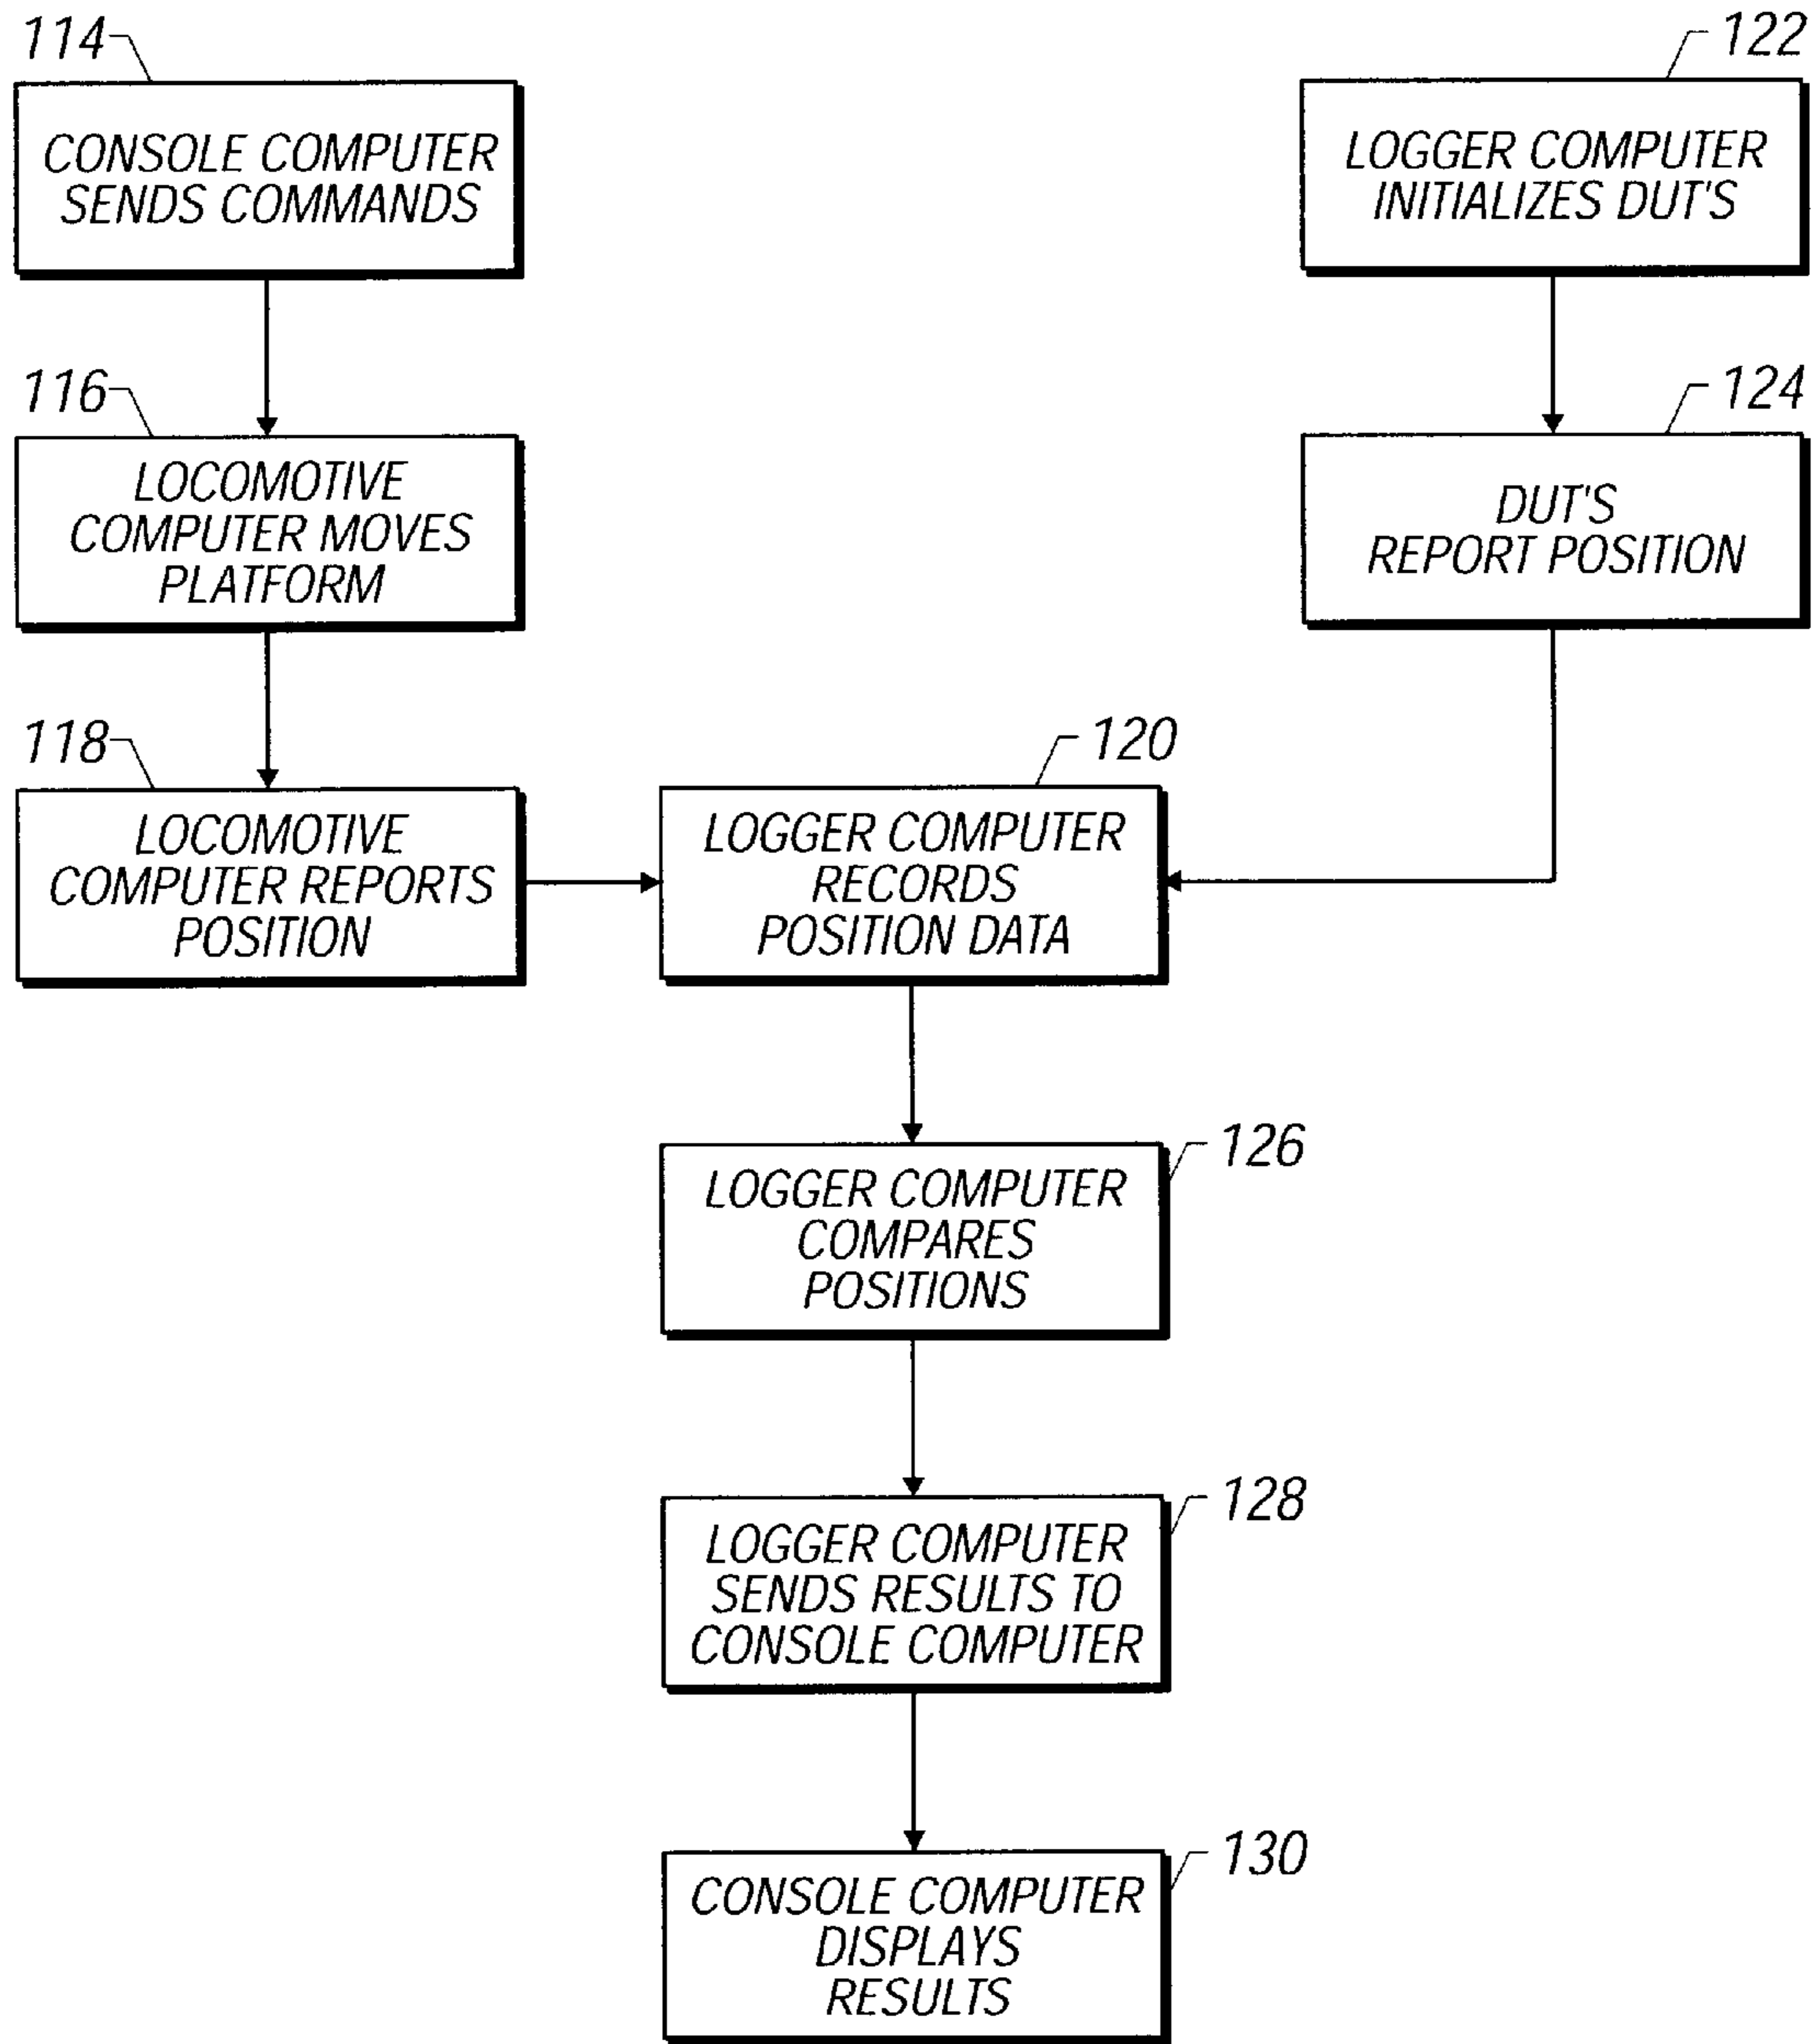 114
CONSOLE COMPUTER
SENDS COMMANDS
122
LOGGER COMPUTER
INITIALIZES DUT'S
116
LOCOMOTIVE
COMPUTER MOVES
PLATFORM
124
DUT'S
REPORT POSITION
118
LOCOMOTIVE
COMPUTER REPORTS
POSITION
120
LOGGER COMPUTER
RECORDS
POSITION DATA
126
LOGGER COMPUTER
COMPARES
POSITIONS
128
LOGGER COMPUTER
SENDS RESULTS TO
CONSOLE COMPUTER
130
CONSOLE COMPUTER
DISPLAYS
RESULTS